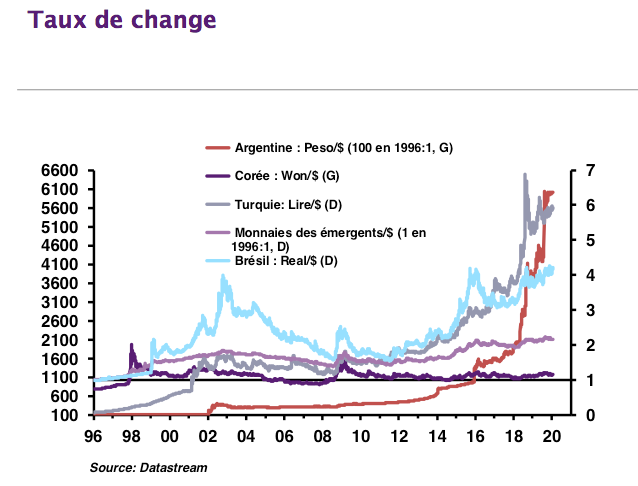 Taux de change
Argentine : Peso/$ (100 en 1996:1, G)
Corée : Won/$ (G)
Turquie: Lire/$ (D)
Monnaies des émergents/$ (1 en
1996:1, D)
Brésil : Real/$ (D)
6600
6100
5600
5100
4600
4100
3600
3100
2600
2100
1600
1100
600
100
7
6
5
4
3
2
1
0
96 98 00 02 04 06 08 10 12 14 16 18 20
Source: Datastream